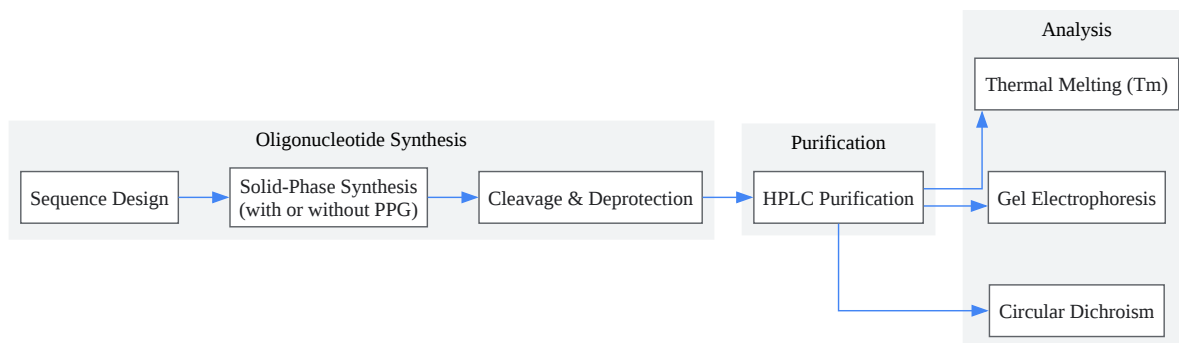 Oligonucleotide Synthesis
Sequence Design
Solid-Phase Synthesis
(with or without PPG)
Cleavage & Deprotection
Purification
HPLC Purification
Analysis
Thermal Melting (Tm)
Gel Electrophoresis
Circular Dichroism